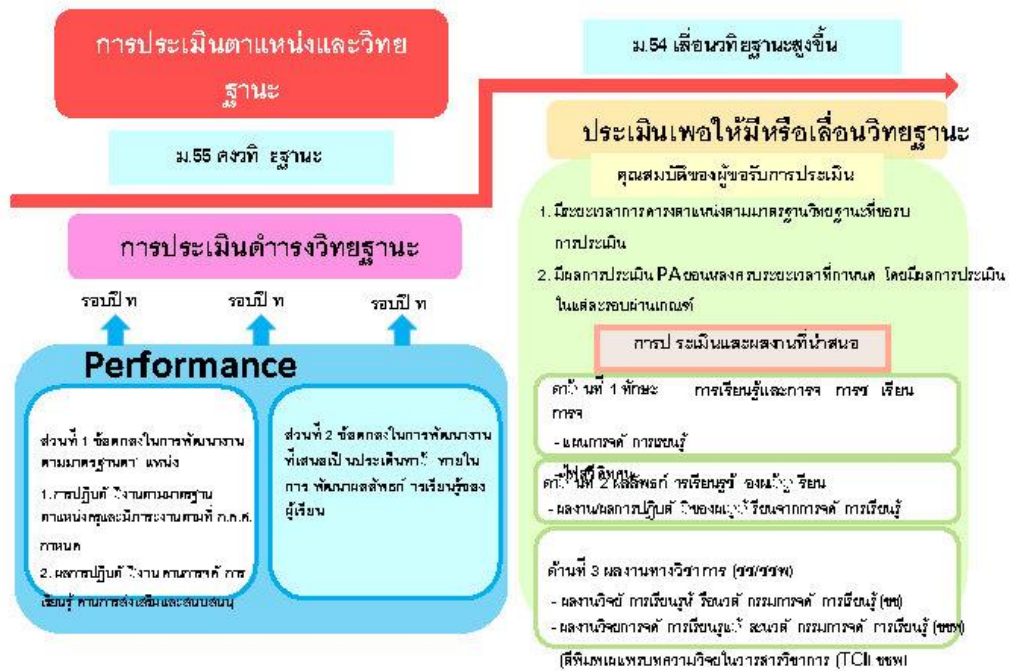 การประเมินตาแหน่งและวิทย
ฐานะ
ม.55 คงวิที ยฐานะ
การประเมินดำารงวิทยฐานะ
รอบปี ท
รอบปี ท
รอบปี ท
Performance
ส่วนที่ 1 ข้อตกลงในการพัฒนางาน
ตามมาตรฐานตา แหน่ง
1.การปฏิบต ิงานตามมาตรฐาน
ตาแหน่งครูและมีภาระงานตามที่ ก.ค.ศ.
กาหนด
2. ผลการปฏิบต ิงาน ดานการจด การ
เรียนรู้ ดานการส่งเสริมและสนบสนนุ
ส่วนที่ 2 ข้อตกลงในการพัฒนางาน
ที่เสนอเป็ นประเด็นทา้ ทายใน
การ พัฒนาผลลัพธก์ ารเรียนรู้ของ
ผู้เรียน
ม.54 เลื่อนวทิยฐานะสูงขึ้น
ประเมินเพอให้มีหรือเลื่อนวิทยฐานะ
คุณสมบัติของผู้ขอรับการประเมิน
1. มีระยะเวลาการดารงตาแหน่งตามมาตรฐานวิทยฐานะที่ขอรบ
การประเมิน
2. มีผลการประเมิน PA ยอนหลงครบระยะเวลาที่กาหนด โดยมีผลการประเมิน
ในแต่ละรอบผ่านเกณฑ์
การป ระเมินและผลงานที่นำสนอ
ดา้ นที่ 1 ทักษะ การเรียนรู้และการจ การช เรียน
การจ
- แผนการจด การเรียนรู้
ดา้ นที่ 2 ผลลัพธก์ ารเรียนรูข้ องผเู้ รียน
- ผลงาน/ผลการปฏิบต ิของผเู้ รียนจากการจด การเรียนรู้
ด้านที่ 3 ผลงานทางวิชาการ (ชช/ชชพ)
- ผลงานวิจย การเรียนรูห้ รือนวต กรรมการจด การเรียนรู้ (ชช)
- ผลงานวิจยการจด การเรียนรูแ้ ละนวต กรรมการจด การเรียนรู้ (ชชพ)
(ตีพิมพเผแพรบทความวิจยในวารสารวิชาการ (TCI) ชชพ)